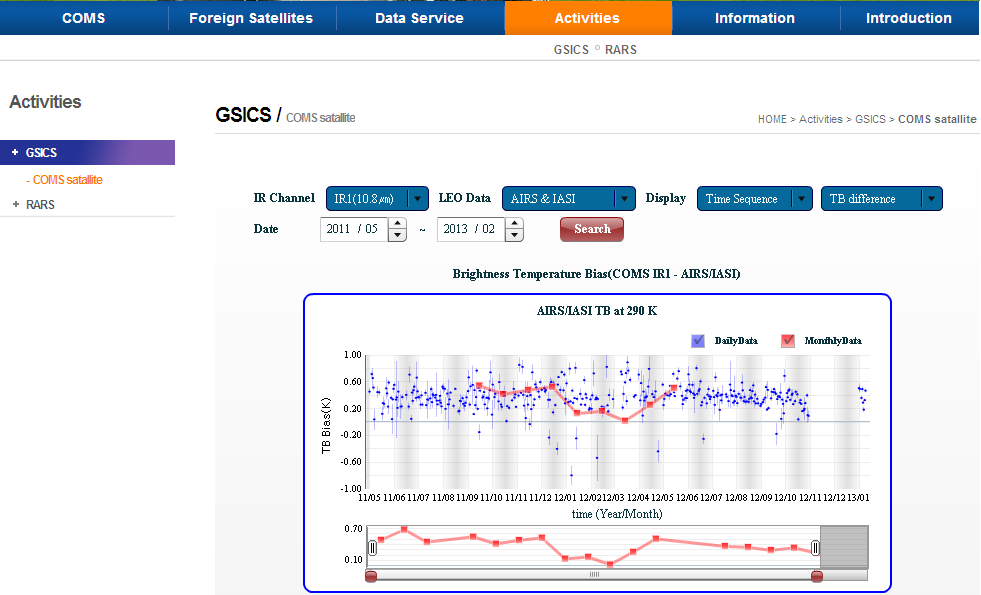 COMS Foreign Satellites Data Service Activities Information Introduction
GSICS RARS
Activities
GSICS / COMS satallite
HOME > Activities > GSICS > COMS satallite
+ GSICS
- COMS satallite
+ RARS
IR Channel IR1(10.8㎛) LEO Data AIRS & IASI Display Time Sequence TB difference
Date 2011 / 05 ~ 2013 / 02 Search
Brightness Temperature Bias(COMS IR1 - AIRS/IASI)
AIRS/IASI TB at 290 K
DailyData MonthlyData
TB Bias(K)
1.00
0.60
0.20
-0.20
-0.60
-1.00
11/05 11/06 11/07 11/08 11/09 11/10 11/11 11/12 12/01 12/02 12/03 12/04 12/05 12/06 12/07 12/08 12/09 12/10 12/11 12/12 13/01
time (Year/Month)
0.70
0.10